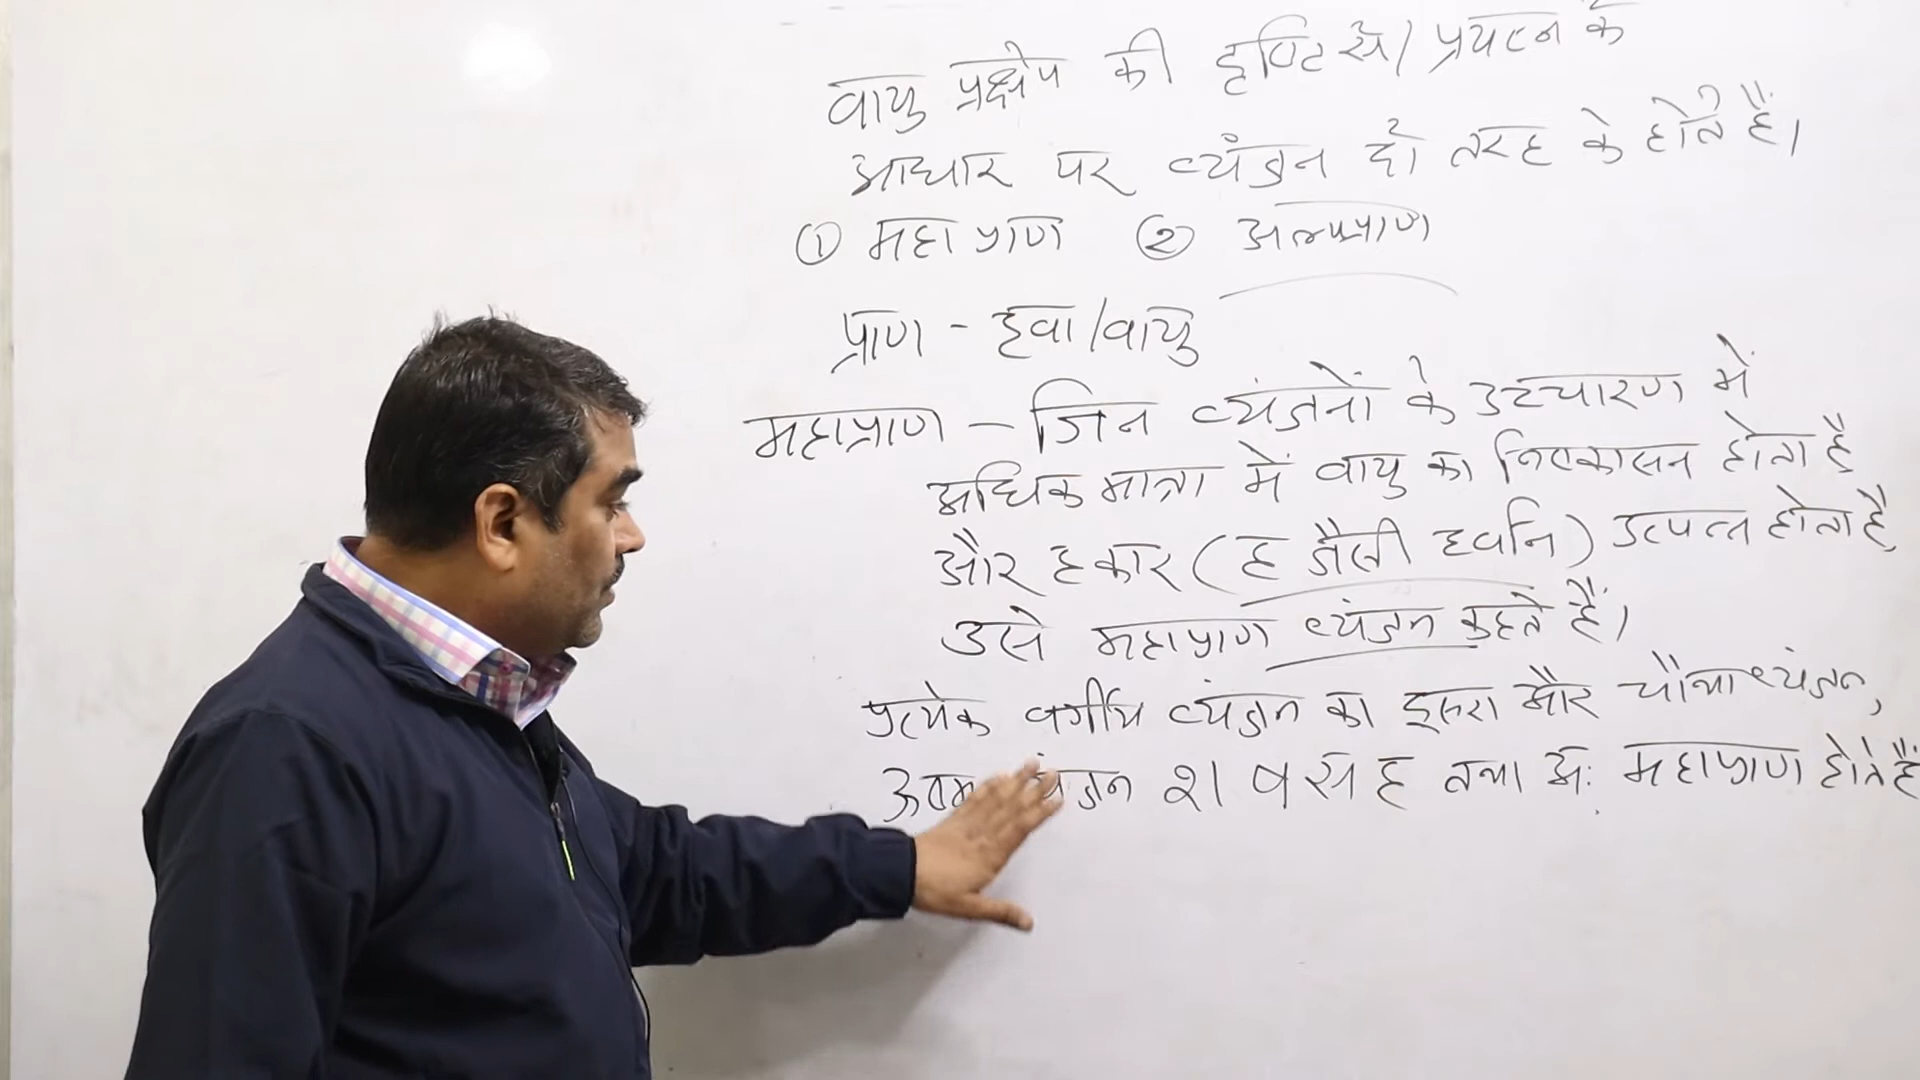 वायु प्रक्षेप की दृष्टि से / प्रयत्न के
आधार पर व्यंजन दो तरह के होते हैं।
① महाप्राण ② अल्पप्राण
प्राण - हवा/वायु
महाप्राण - जिन व्यंजनों के उच्चारण में
अधिक मात्रा में वायु का निष्कासन होता है
और हकार (ह जैसी ध्वनि) उत्पन्न होता है,
उसे महाप्राण व्यंजन कहते हैं।
प्रत्येक वर्गीय व्यंजन का दूसरा और चौथा व्यंजन,
ऊष्म व्यंजन श ष स ह तथा अः महाप्राण होते हैं